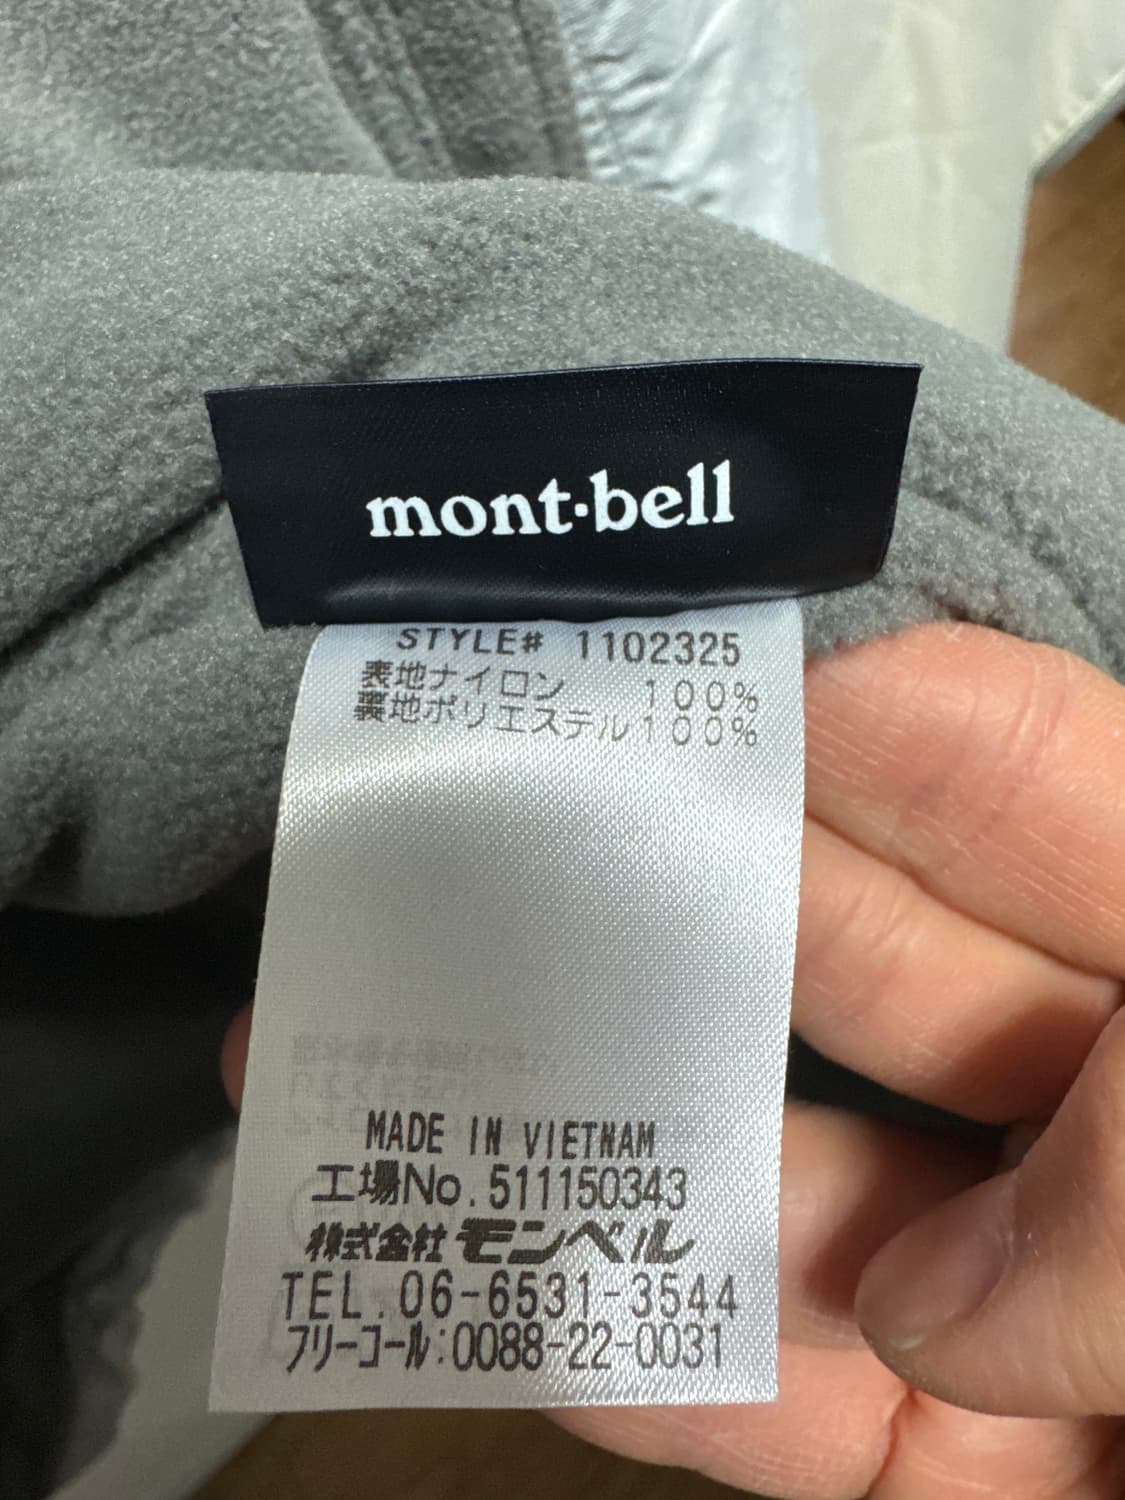 mont·bell
STYLE# 1102325
表地ナイロン 100%
裏地ポリエステル100%
MADE IN VIETNAM
工場No.511150343
株式会社モンベル
TEL.06-6531-3544
フリーコール:0088-22-0031